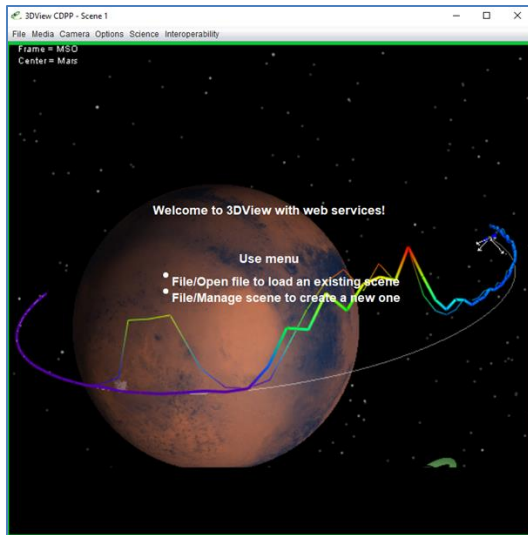 3DView CDPP - Scene 1
File Media Camera Options Science Interoperability
Frame = MSO
Center = Mars
Welcome to 3DView with web services!
Use menu
File/Open file to load an existing scene
File/Manage scene to create a new one